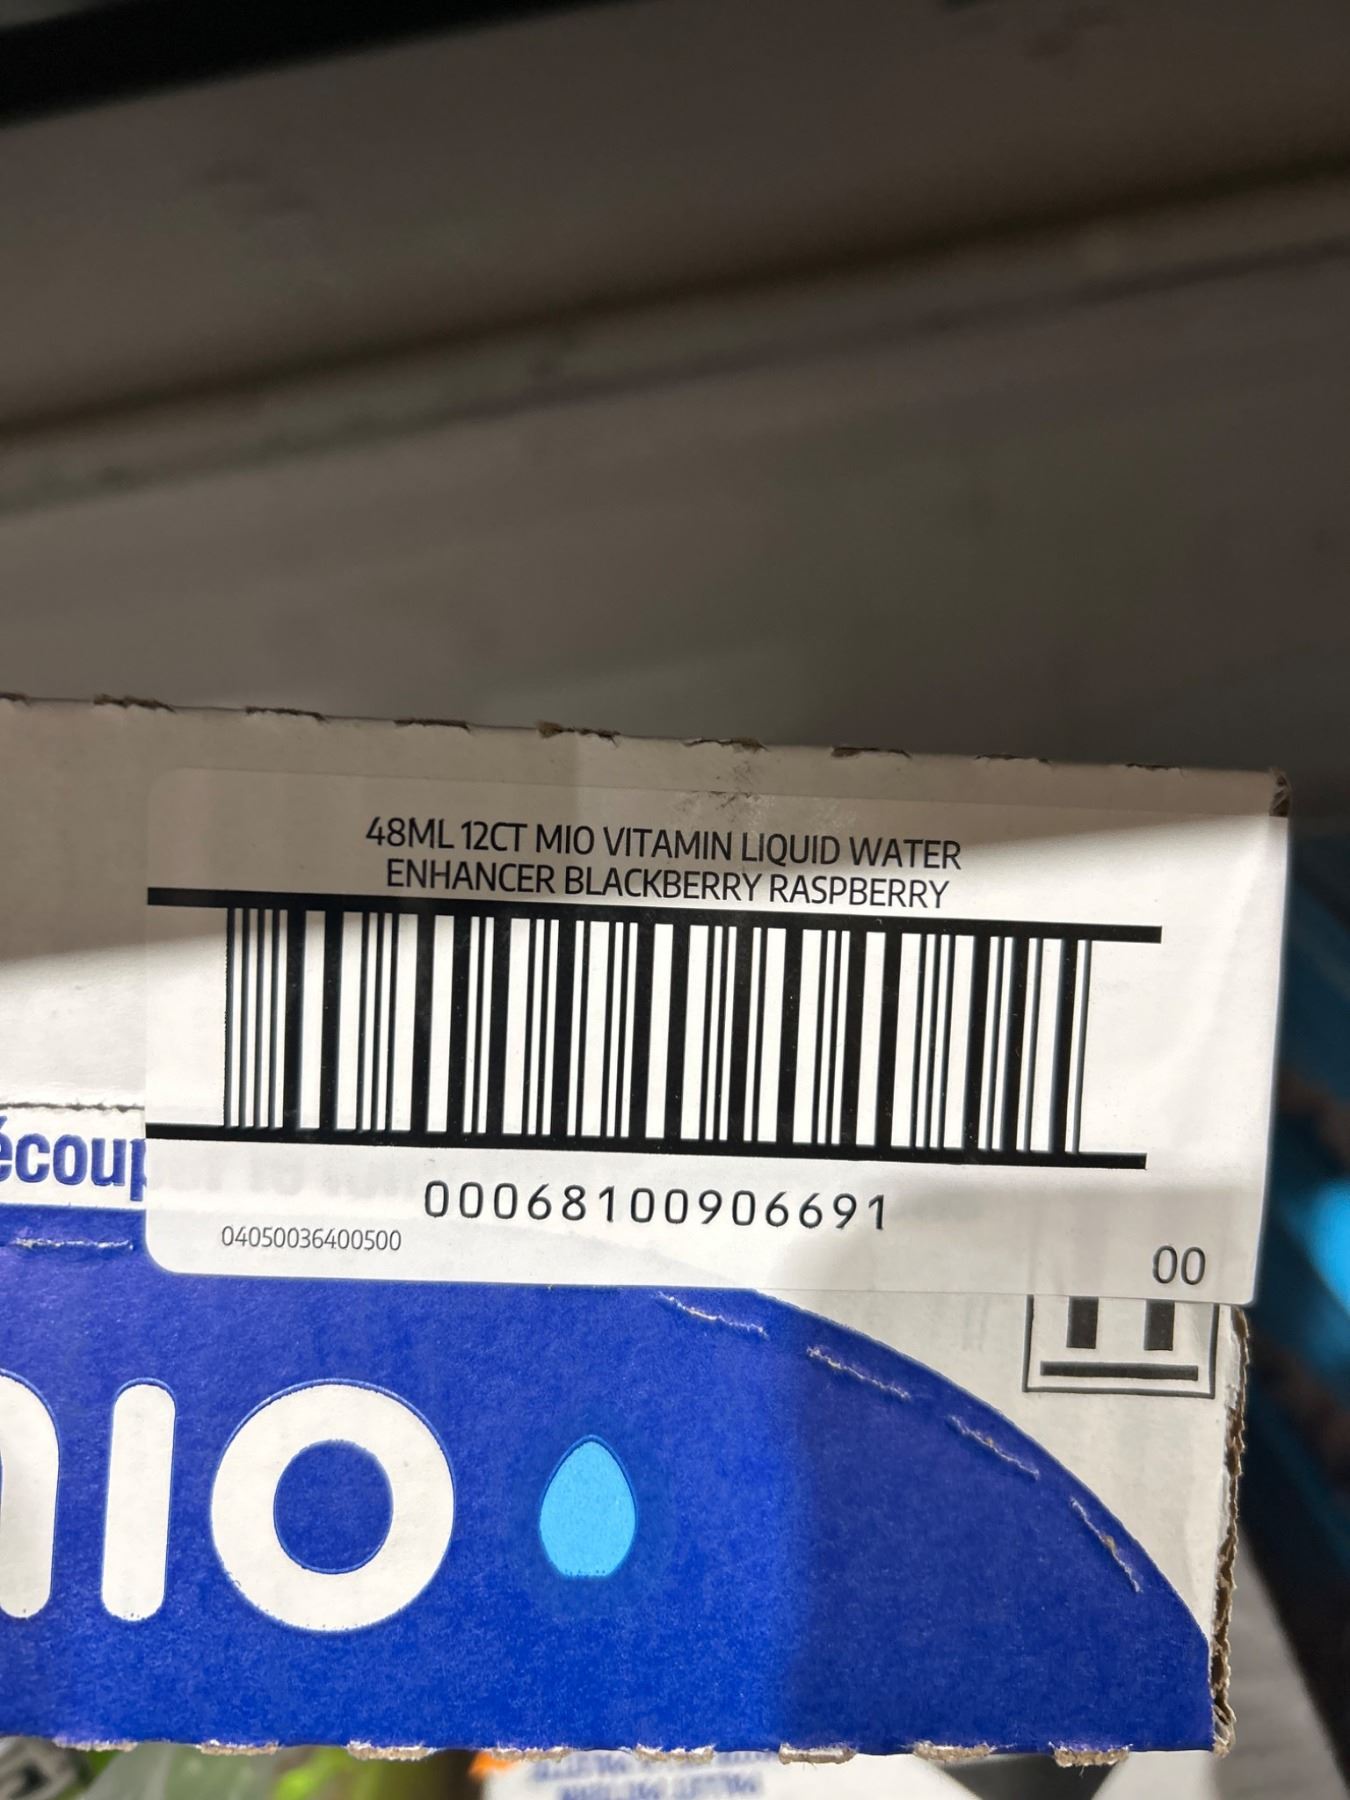 48ML 12CT MIO VITAMIN LIQUID WATER
ENHANCER BLACKBERRY RASPBERRY
00068100906691
04050036400500
00
écoup
mio